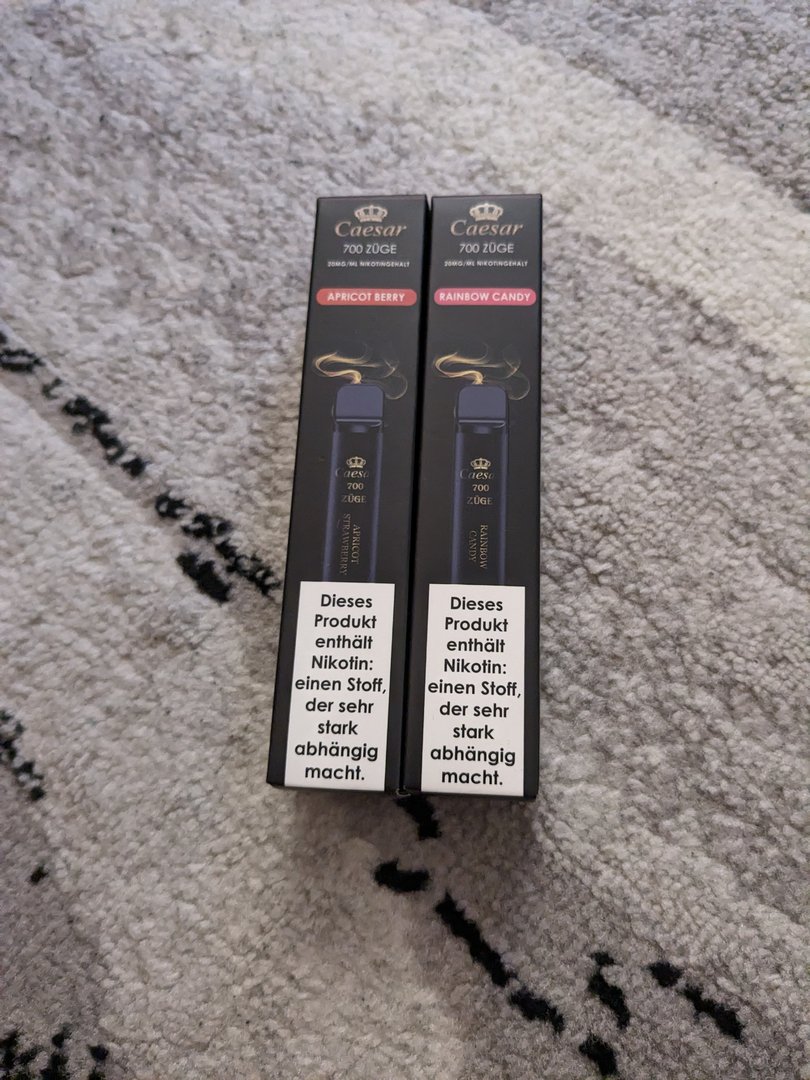 Caesar
700 ZÜGE
20MG/ML NIKOTINGEHALT
APRICOT BERRY
Caesa
700
ZÜGE
APRICOT
STRAWBERRY
Dieses
Produkt
enthält
Nikotin:
einen Stoff,
der sehr
stark
abhängig
macht.
Caesar
700 ZÜGE
20MG/ML NIKOTINGEHALT
RAINBOW CANDY
Caesa
700
ZÜGE
RAINBOW
CANDY
Dieses
Produkt
enthält
Nikotin:
einen Stoff,
der sehr
stark
abhängig
macht.